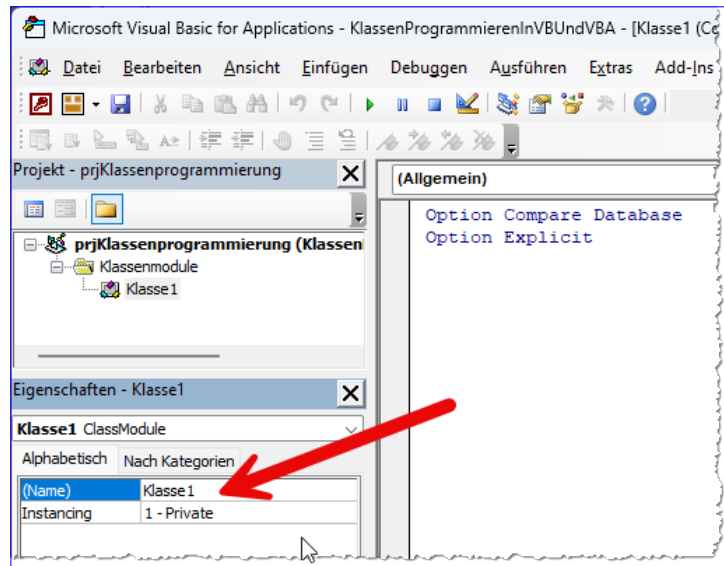 Microsoft Visual Basic for Applications - KlassenProgrammierenInVBUndVBA - [Klasse1
Datei Bearbeiten Ansicht Einfügen Debuggen Ausführen Extras Add-Ins
Projekt - prjKlassenprogrammierung
prjKlassenprogrammierung
Klassenmodule
Klasse1
(Allgemein)
Option Compare Database
Option Explicit
Eigenschaften - Klasse1
Klasse1 ClassModule
Alphabetisch Nach Kategorien
(Name) Klasse1
Instancing 1 - Private